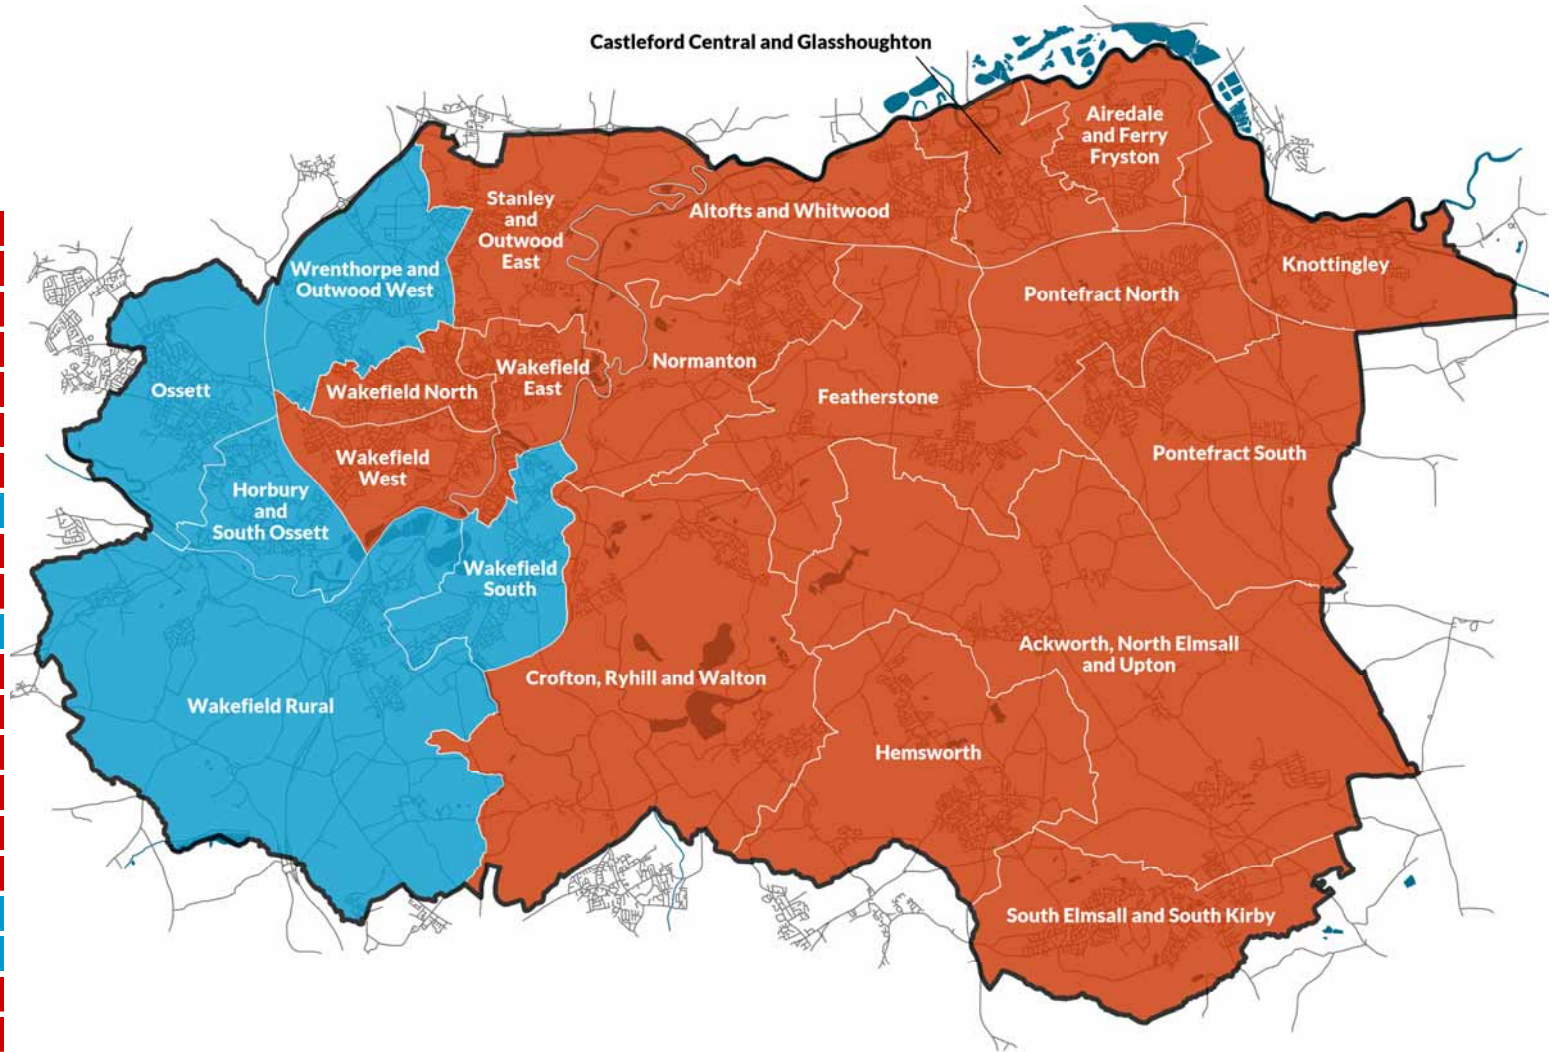 Castleford Central and Glasshoughton
Airedale
and Ferry
Fryston
Stanley
and
Outwood
East
Altofts and Whitwood
Wrenthorpe and
Outwood West
Knottingley
Pontefract North
Ossett
Wakefield North
Wakefield
East
Normanton
Featherstone
Wakefield
West
Pontefract South
Horbury
and
South Ossett
Wakefield
South
Ackworth, North Elmsall
and Upton
Crofton, Ryhill and Walton
Wakefield Rural
Hemsworth
South Elmsall and South Kirby